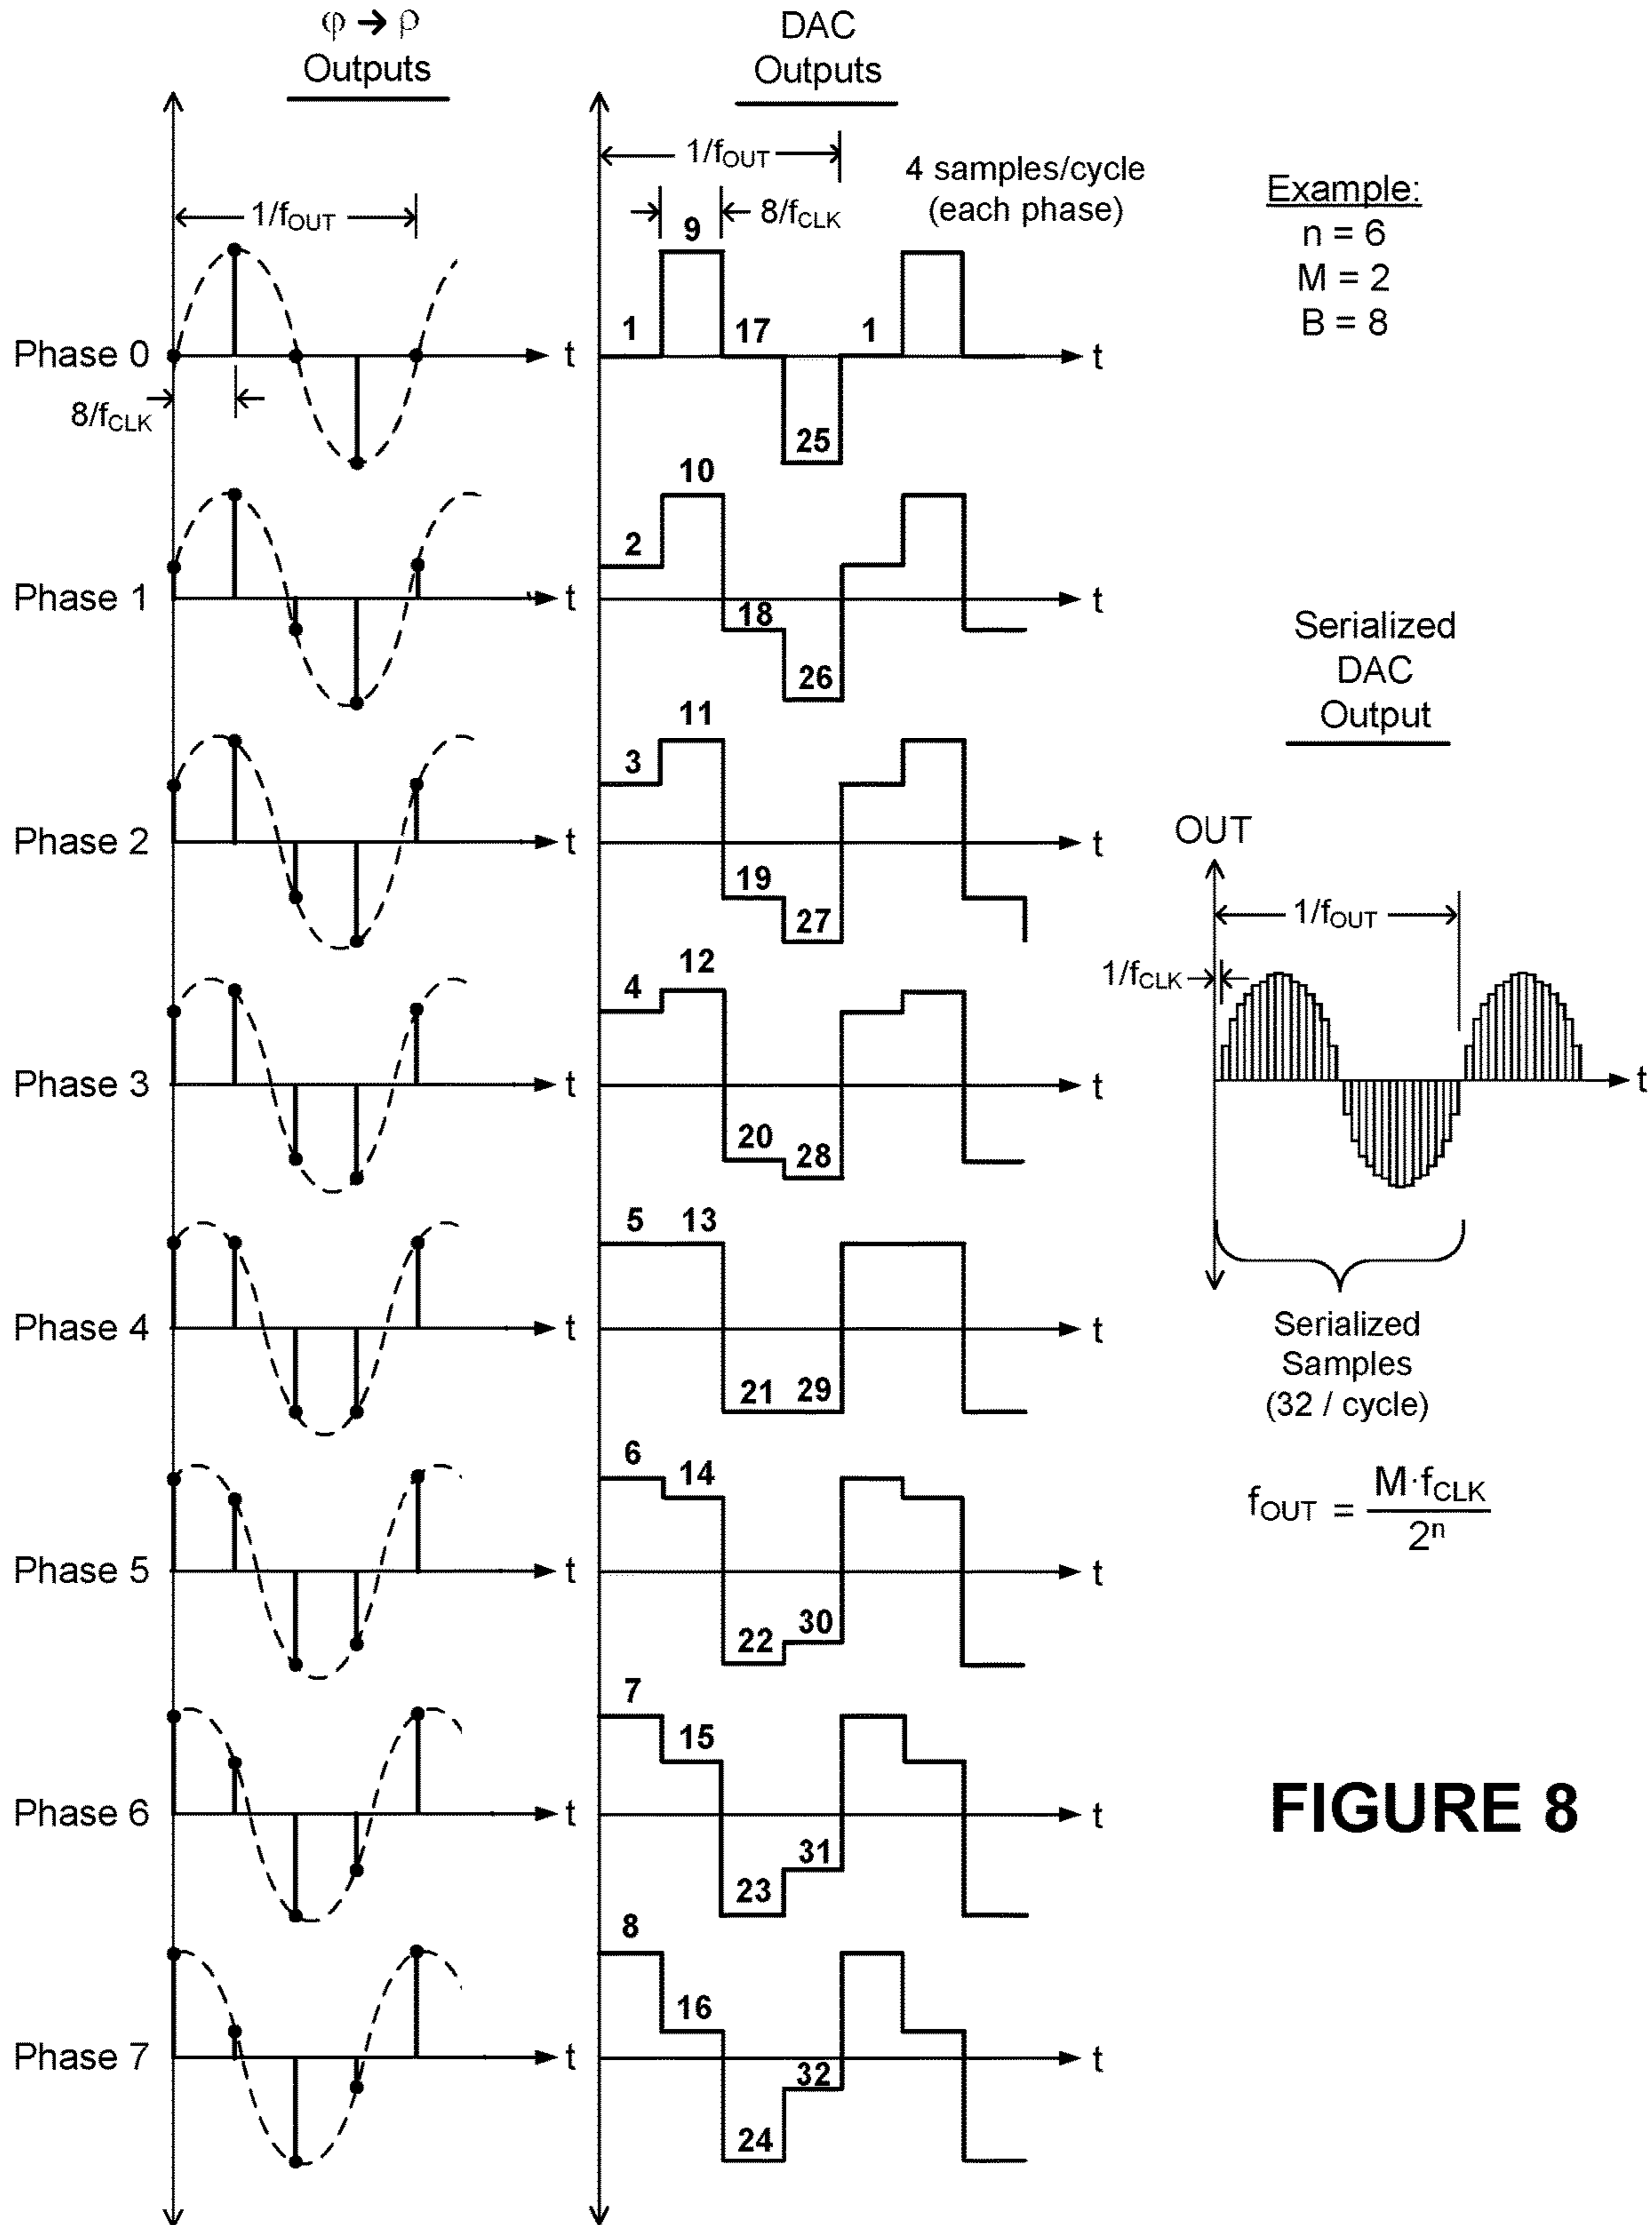 φ → ρ
Outputs
DAC
Outputs
1/fOUT
4 samples/cycle
(each phase)
8/fCLK
Example:
n = 6
M = 2
B = 8
1/fOUT
9
1
17
1
25
Phase 0
t
t
8/fCLK
10
2
18
26
Phase 1
t
t
11
3
19
27
Phase 2
t
t
12
4
20
28
Phase 3
t
t
5
13
21
29
Phase 4
t
t
6
14
22
30
Phase 5
t
t
7
15
23
31
Phase 6
t
t
8
16
24
32
Phase 7
t
t
Serialized
DAC
Output
OUT
1/fOUT
1/fCLK
t
Serialized
Samples
(32 / cycle)
fOUT = M·fCLK
2ⁿ
FIGURE 8